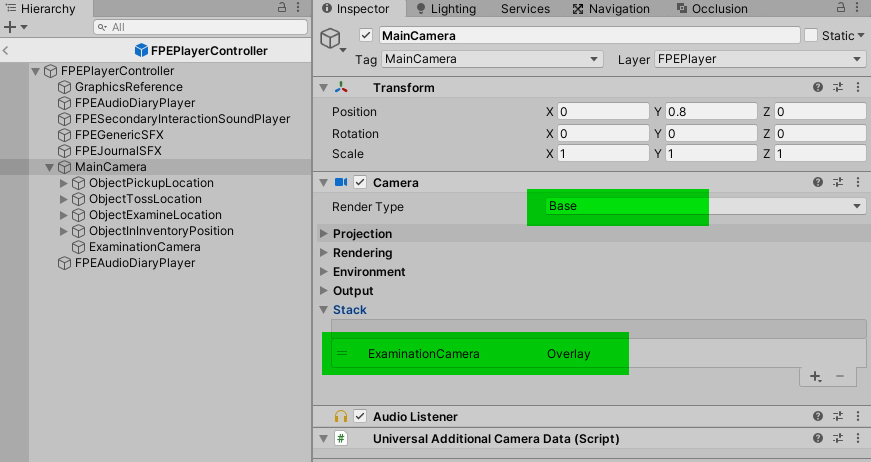 Hierarchy
All
FPEPlayerController
FPEPlayerController
GraphicsReference
FPEAudioDiaryPlayer
FPESecondaryInteractionSoundPlayer
FPEGenericSFX
FPEJournalSFX
MainCamera
ObjectPickupLocation
ObjectTossLocation
ObjectExamineLocation
ObjectInInventoryPosition
ExaminationCamera
FPEAudioDiaryPlayer
Inspector Lighting Services Navigation Occlusion
MainCamera Static
Tag MainCamera Layer FPEPlayer
Transform
Position X 0 Y 0.8 Z 0
Rotation X 0 Y 0 Z 0
Scale X 1 Y 1 Z 1
Camera
Render Type Base
Projection
Rendering
Environment
Output
Stack
ExaminationCamera Overlay
Audio Listener
# Universal Additional Camera Data (Script)